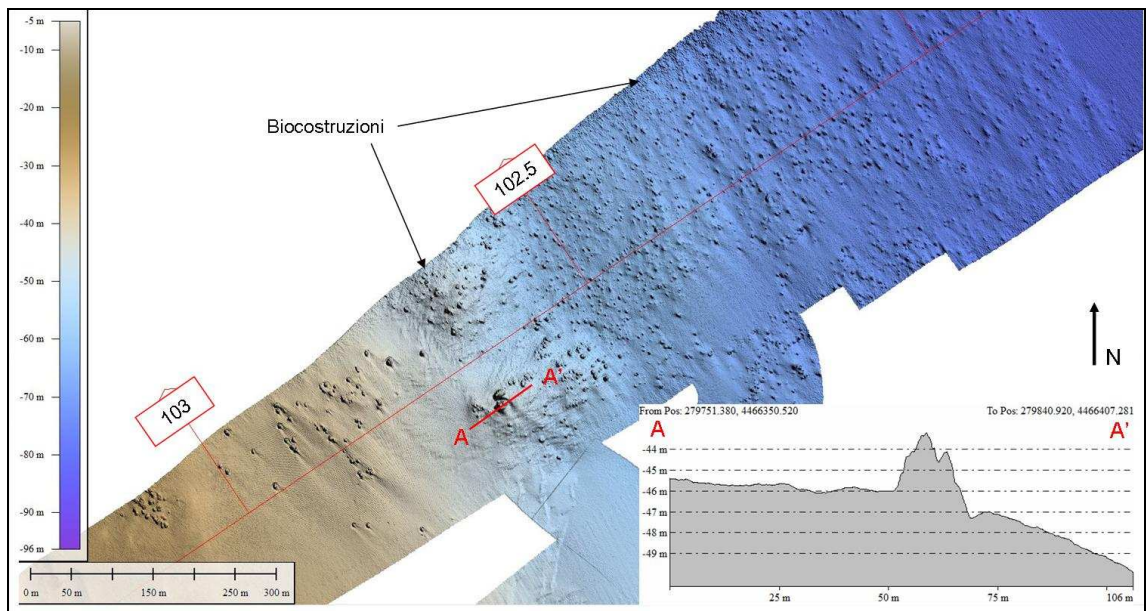 -5 m
-10 m
-20 m
-30 m
-40 m
-50 m
-60 m
-70 m
-80 m
-90 m
-96 m
Biocostruzioni
102.5
103
A
A'
N
0 m 50 m 150 m 250 m 300 m
From Pos: 279751.380, 4466350.520 To Pos: 279840.920, 4466407.281
A A'
-44 m
-45 m
-46 m
-47 m
-48 m
-49 m
25 m 50 m 75 m 106 m